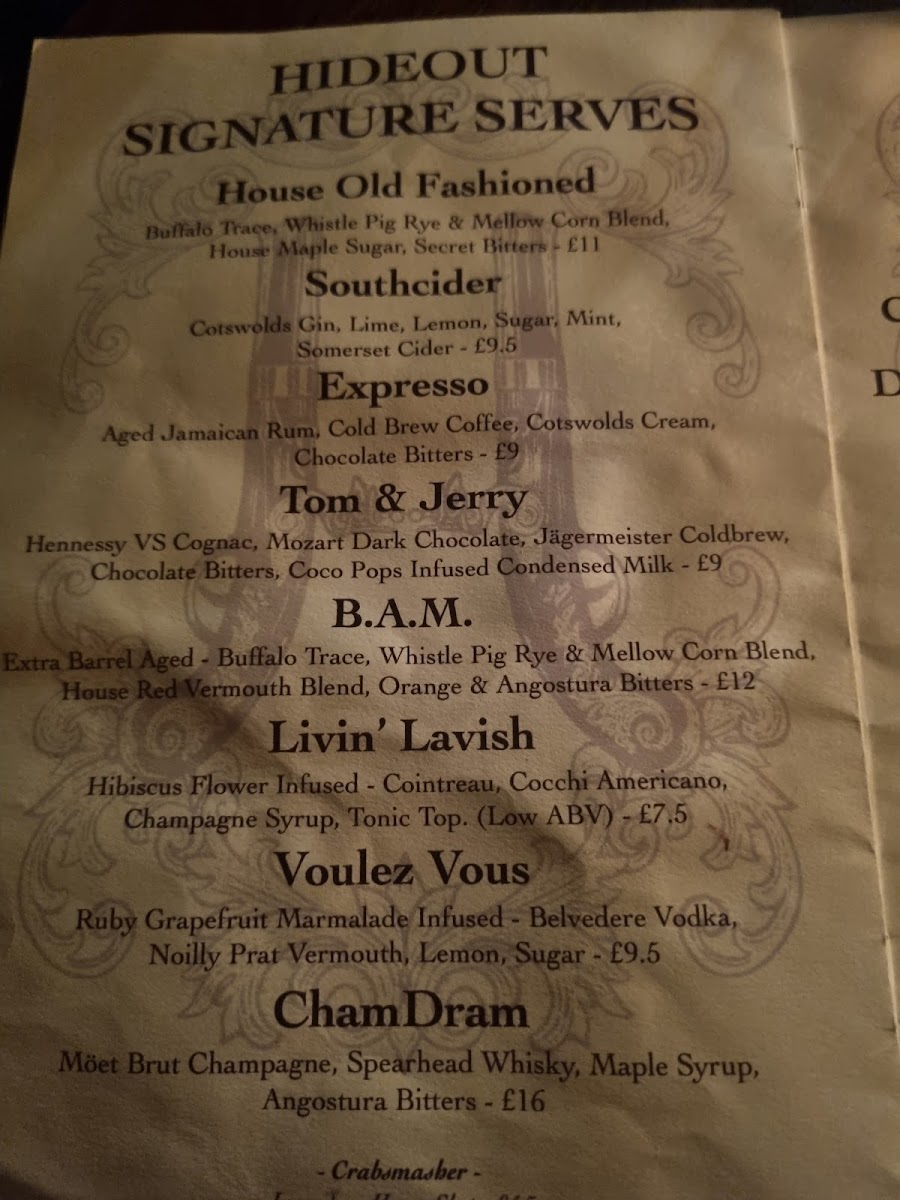 HIDEOUT
SIGNATURE SERVES
House Old Fashioned
Buffalo Trace, Whistle Pig Rye & Mellow Corn Blend,
House Maple Sugar, Secret Bitters - £11
Southcider
Cotswolds Gin, Lime, Lemon, Sugar, Mint,
Somerset Cider - £9.5
Expresso
Aged Jamaican Rum, Cold Brew Coffee, Cotswolds Cream,
Chocolate Bitters - £9
Tom & Jerry
Hennessy VS Cognac, Mozart Dark Chocolate, Jägermeister Coldbrew,
Chocolate Bitters, Coco Pops Infused Condensed Milk - £9
B.A.M.
Extra Barrel Aged - Buffalo Trace, Whistle Pig Rye & Mellow Corn Blend,
House Red Vermouth Blend, Orange & Angostura Bitters - £12
Livin' Lavish
Hibiscus Flower Infused - Cointreau, Cocchi Americano,
Champagne Syrup, Tonic Top. (Low ABV) - £7.5
Voulez Vous
Ruby Grapefruit Marmalade Infused - Belvedere Vodka,
Noilly Prat Vermouth, Lemon, Sugar - £9.5
ChamDram
Möet Brut Champagne, Spearhead Whisky, Maple Syrup,
Angostura Bitters - £16
- Crabsmasher -